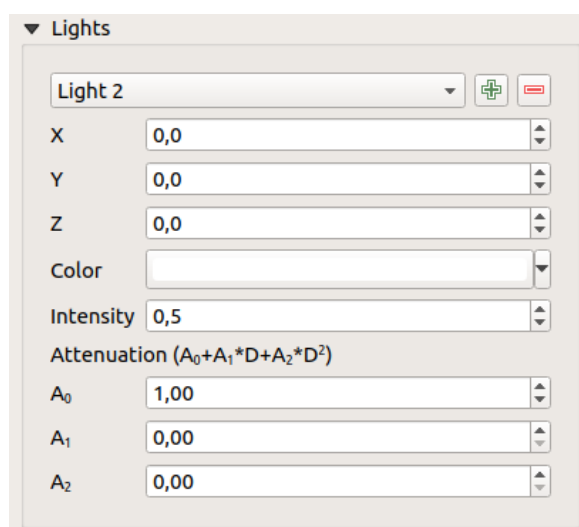 Lights
Light 2
X 0,0
Y 0,0
Z 0,0
Color
Intensity 0,5
Attenuation (A₀+A₁*D+A₂*D²)
A₀ 1,00
A₁ 0,00
A₂ 0,00